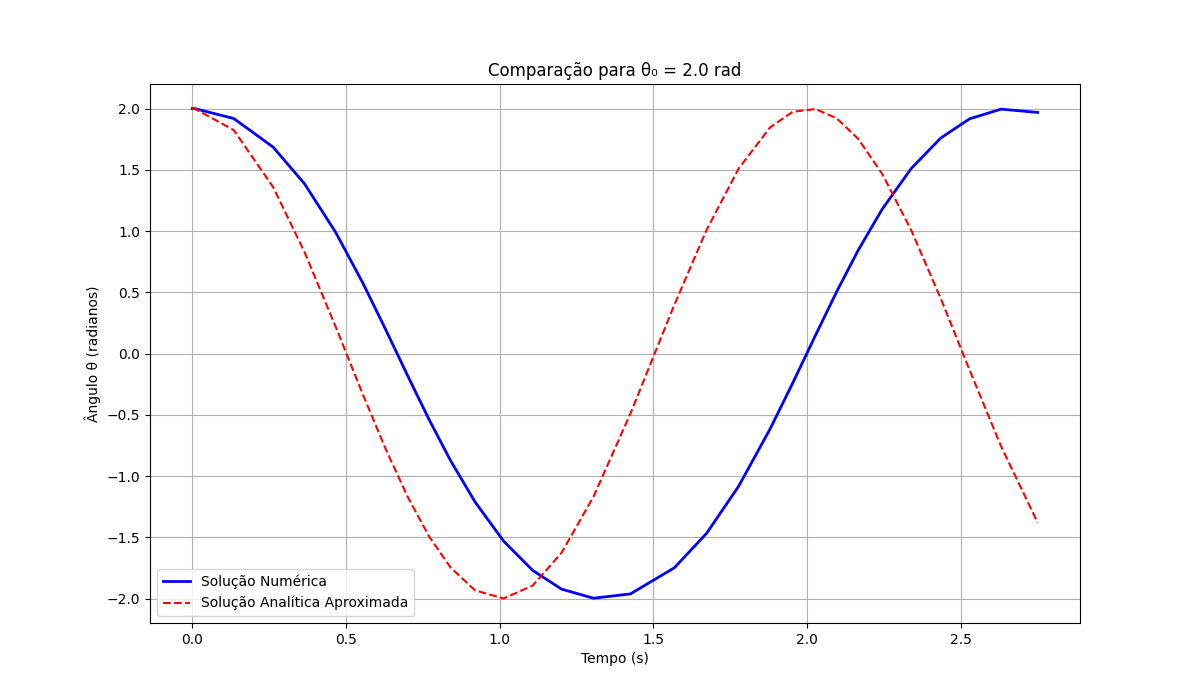 Comparação para θ₀ = 2.0 rad
Ângulo θ (radianos)
2.0
1.5
1.0
0.5
0.0
−0.5
−1.0
−1.5
−2.0
Solução Numérica
Solução Analítica Aproximada
0.0 0.5 1.0 1.5 2.0 2.5
Tempo (s)